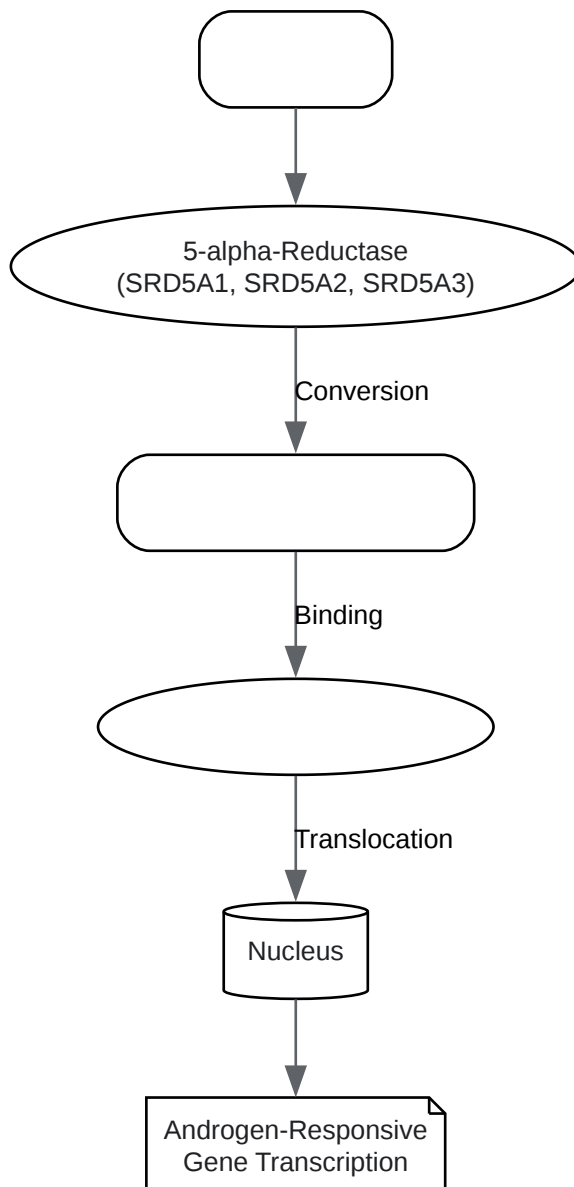 5-alpha-Reductase
(SRD5A1, SRD5A2, SRD5A3)
Conversion
Binding
Translocation
Nucleus
Androgen-Responsive
Gene Transcription